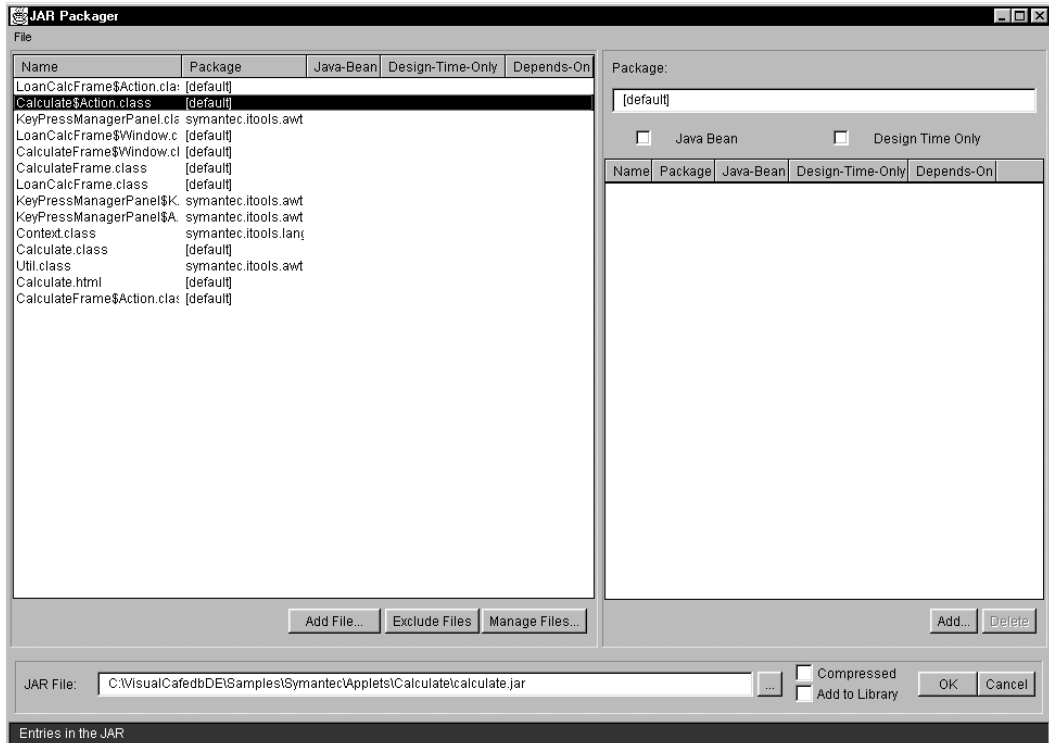 JAR Packager
File
Name Package Java-Bean Design-Time-Only Depends-On
LoanCalcFrame$Action.cla: [default]
Calculate$Action.class [default]
KeyPressManagerPanel.cla symantec.itools.awt
LoanCalcFrame$Window.c [default]
CalculateFrame$Window.cl [default]
CalculateFrame.class [default]
LoanCalcFrame.class [default]
KeyPressManagerPanel$K. symantec.itools.awt
KeyPressManagerPanel$A. symantec.itools.awt
Context.class symantec.itools.lang
Calculate.class [default]
Util.class symantec.itools.awt
Calculate.html [default]
CalculateFrame$Action.clas [default]
Add File... Exclude Files Manage Files...
Package:
[default]
Java Bean Design Time Only
Name Package Java-Bean Design-Time-Only Depends-On
Add... Delete
JAR File: C:\VisualCafedbDE\Samples\Symantec\Applets\Calculate\calculate.jar ... Compressed
Add to Library
OK Cancel
Entries in the JAR